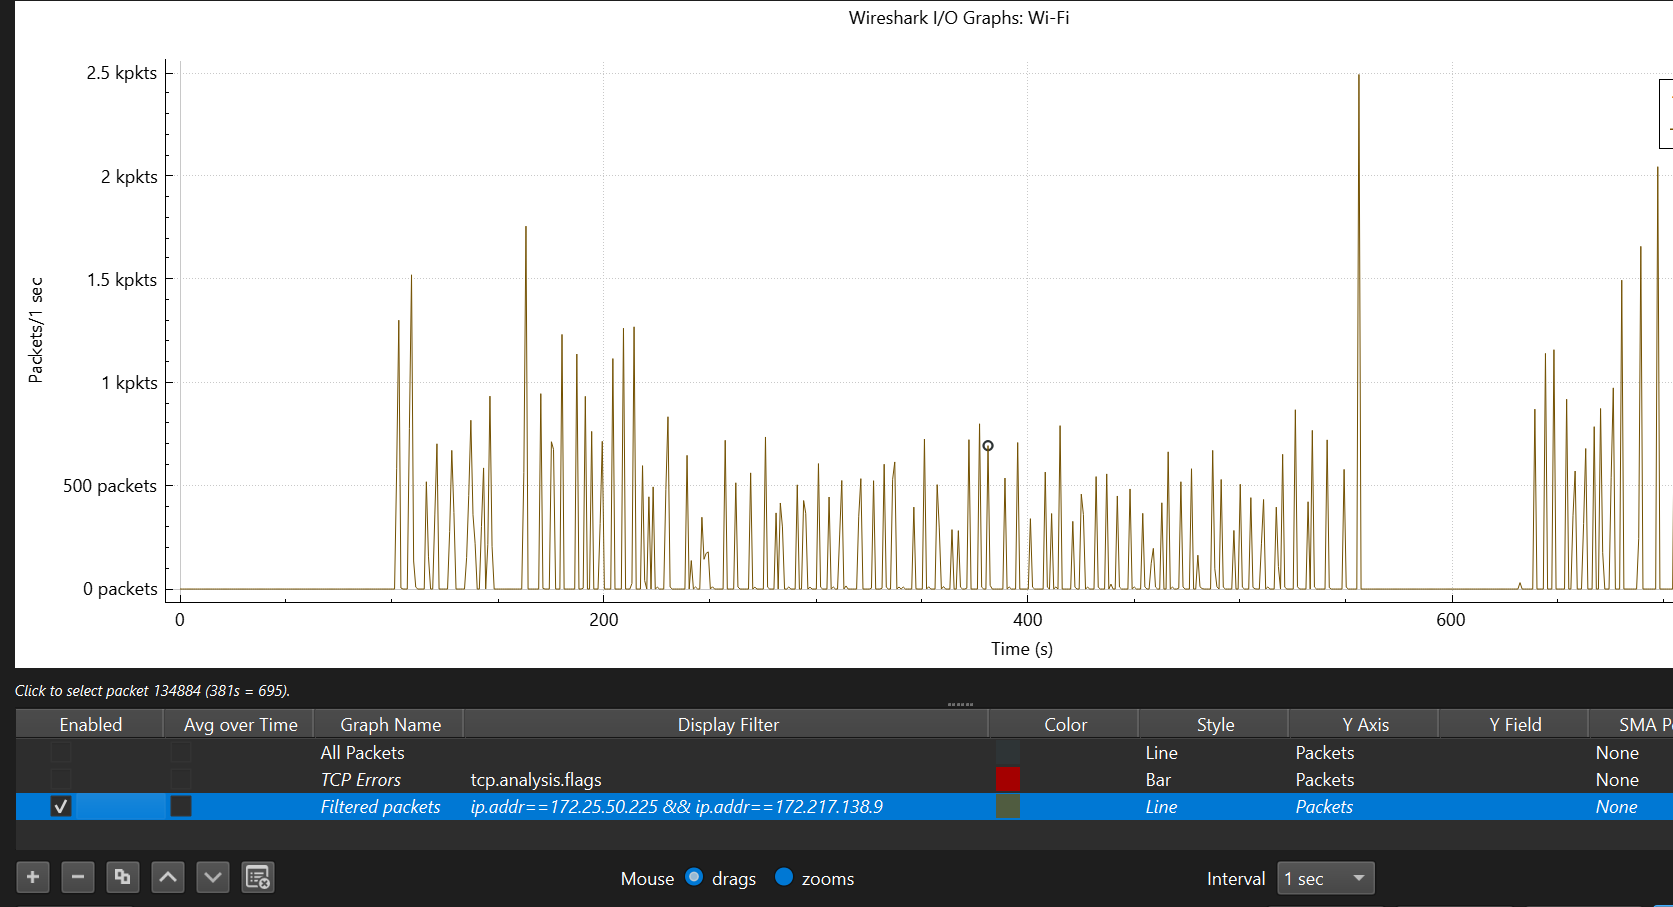 Wireshark I/O Graphs: Wi-Fi
2.5 kpkts
2 kpkts
1.5 kpkts
1 kpkts
500 packets
0 packets
Packets/1 sec
0 200 400 600
Time (s)
Click to select packet 134884 (381s = 695).
Enabled Avg over Time Graph Name Display Filter Color Style Y Axis Y Field SMA
All Packets Line Packets None
TCP Errors tcp.analysis.flags Bar Packets None
Filtered packets ip.addr==172.25.50.225 && ip.addr==172.217.138.9 Line Packets None
Mouse drags zooms Interval 1 sec